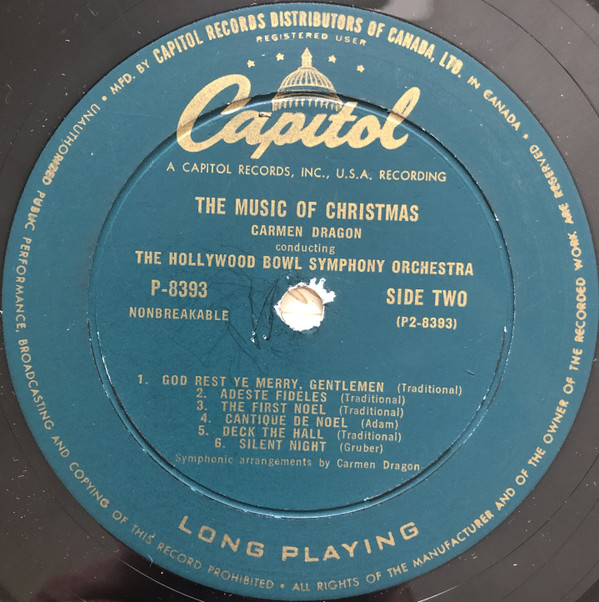 MFD. BY CAPITOL RECORDS DISTRIBUTORS OF CANADA, LTD. IN CANADA •
REGISTERED USER
Capitol
A CAPITOL RECORDS, INC., U.S.A. RECORDING
THE MUSIC OF CHRISTMAS
CARMEN DRAGON
conducting
THE HOLLYWOOD BOWL SYMPHONY ORCHESTRA
P-8393
SIDE TWO
NONBREAKABLE
(P2-8393)
1. GOD REST YE MERRY, GENTLEMEN (Traditional)
2. ADESTE FIDELES (Traditional)
3. THE FIRST NOEL (Traditional)
4. CANTIQUE DE NOEL (Adam)
5. DECK THE HALL (Traditional)
6. SILENT NIGHT (Gruber)
Symphonic arrangements by Carmen Dragon
LONG PLAYING
UNAUTHORIZED PUBLIC PERFORMANCE, BROADCASTING AND COPYING OF THIS RECORD PROHIBITED • ALL RIGHTS OF THE MANUFACTURER AND OF THE OWNER OF THE RECORDED WORK ARE RESERVED •